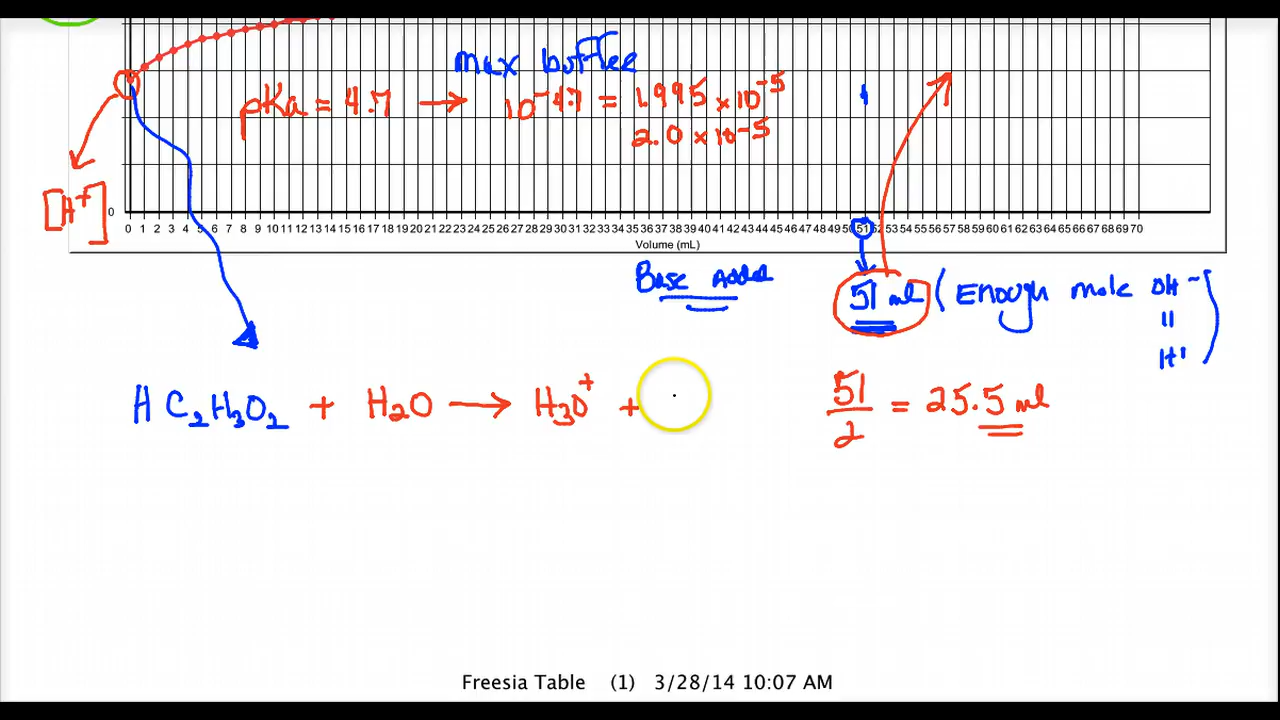 max buffee
pKa = 4.7 → 10^-4.7 = 1.995 × 10^-5
2.0 × 10^-5
[H+]
0
0 1 2 3 4 5 6 7 8 9 10 11 12 13 14 15 16 17 18 19 20 21 22 23 24 25 26 27 28 29 30 31 32 33 34 35 36 37 38 39 40 41 42 43 44 45 46 47 48 49 50 51 52 53 54 55 56 57 58 59 60 61 62 63 64 65 66 67 68 69 70
Volume (mL)
Base Added
51 ml (Enough mole OH-
"
H+)
HC2H3O2 + H2O → H3O+ +
51/2 = 25.5 ml
Freesia Table (1) 3/28/14 10:07 AM